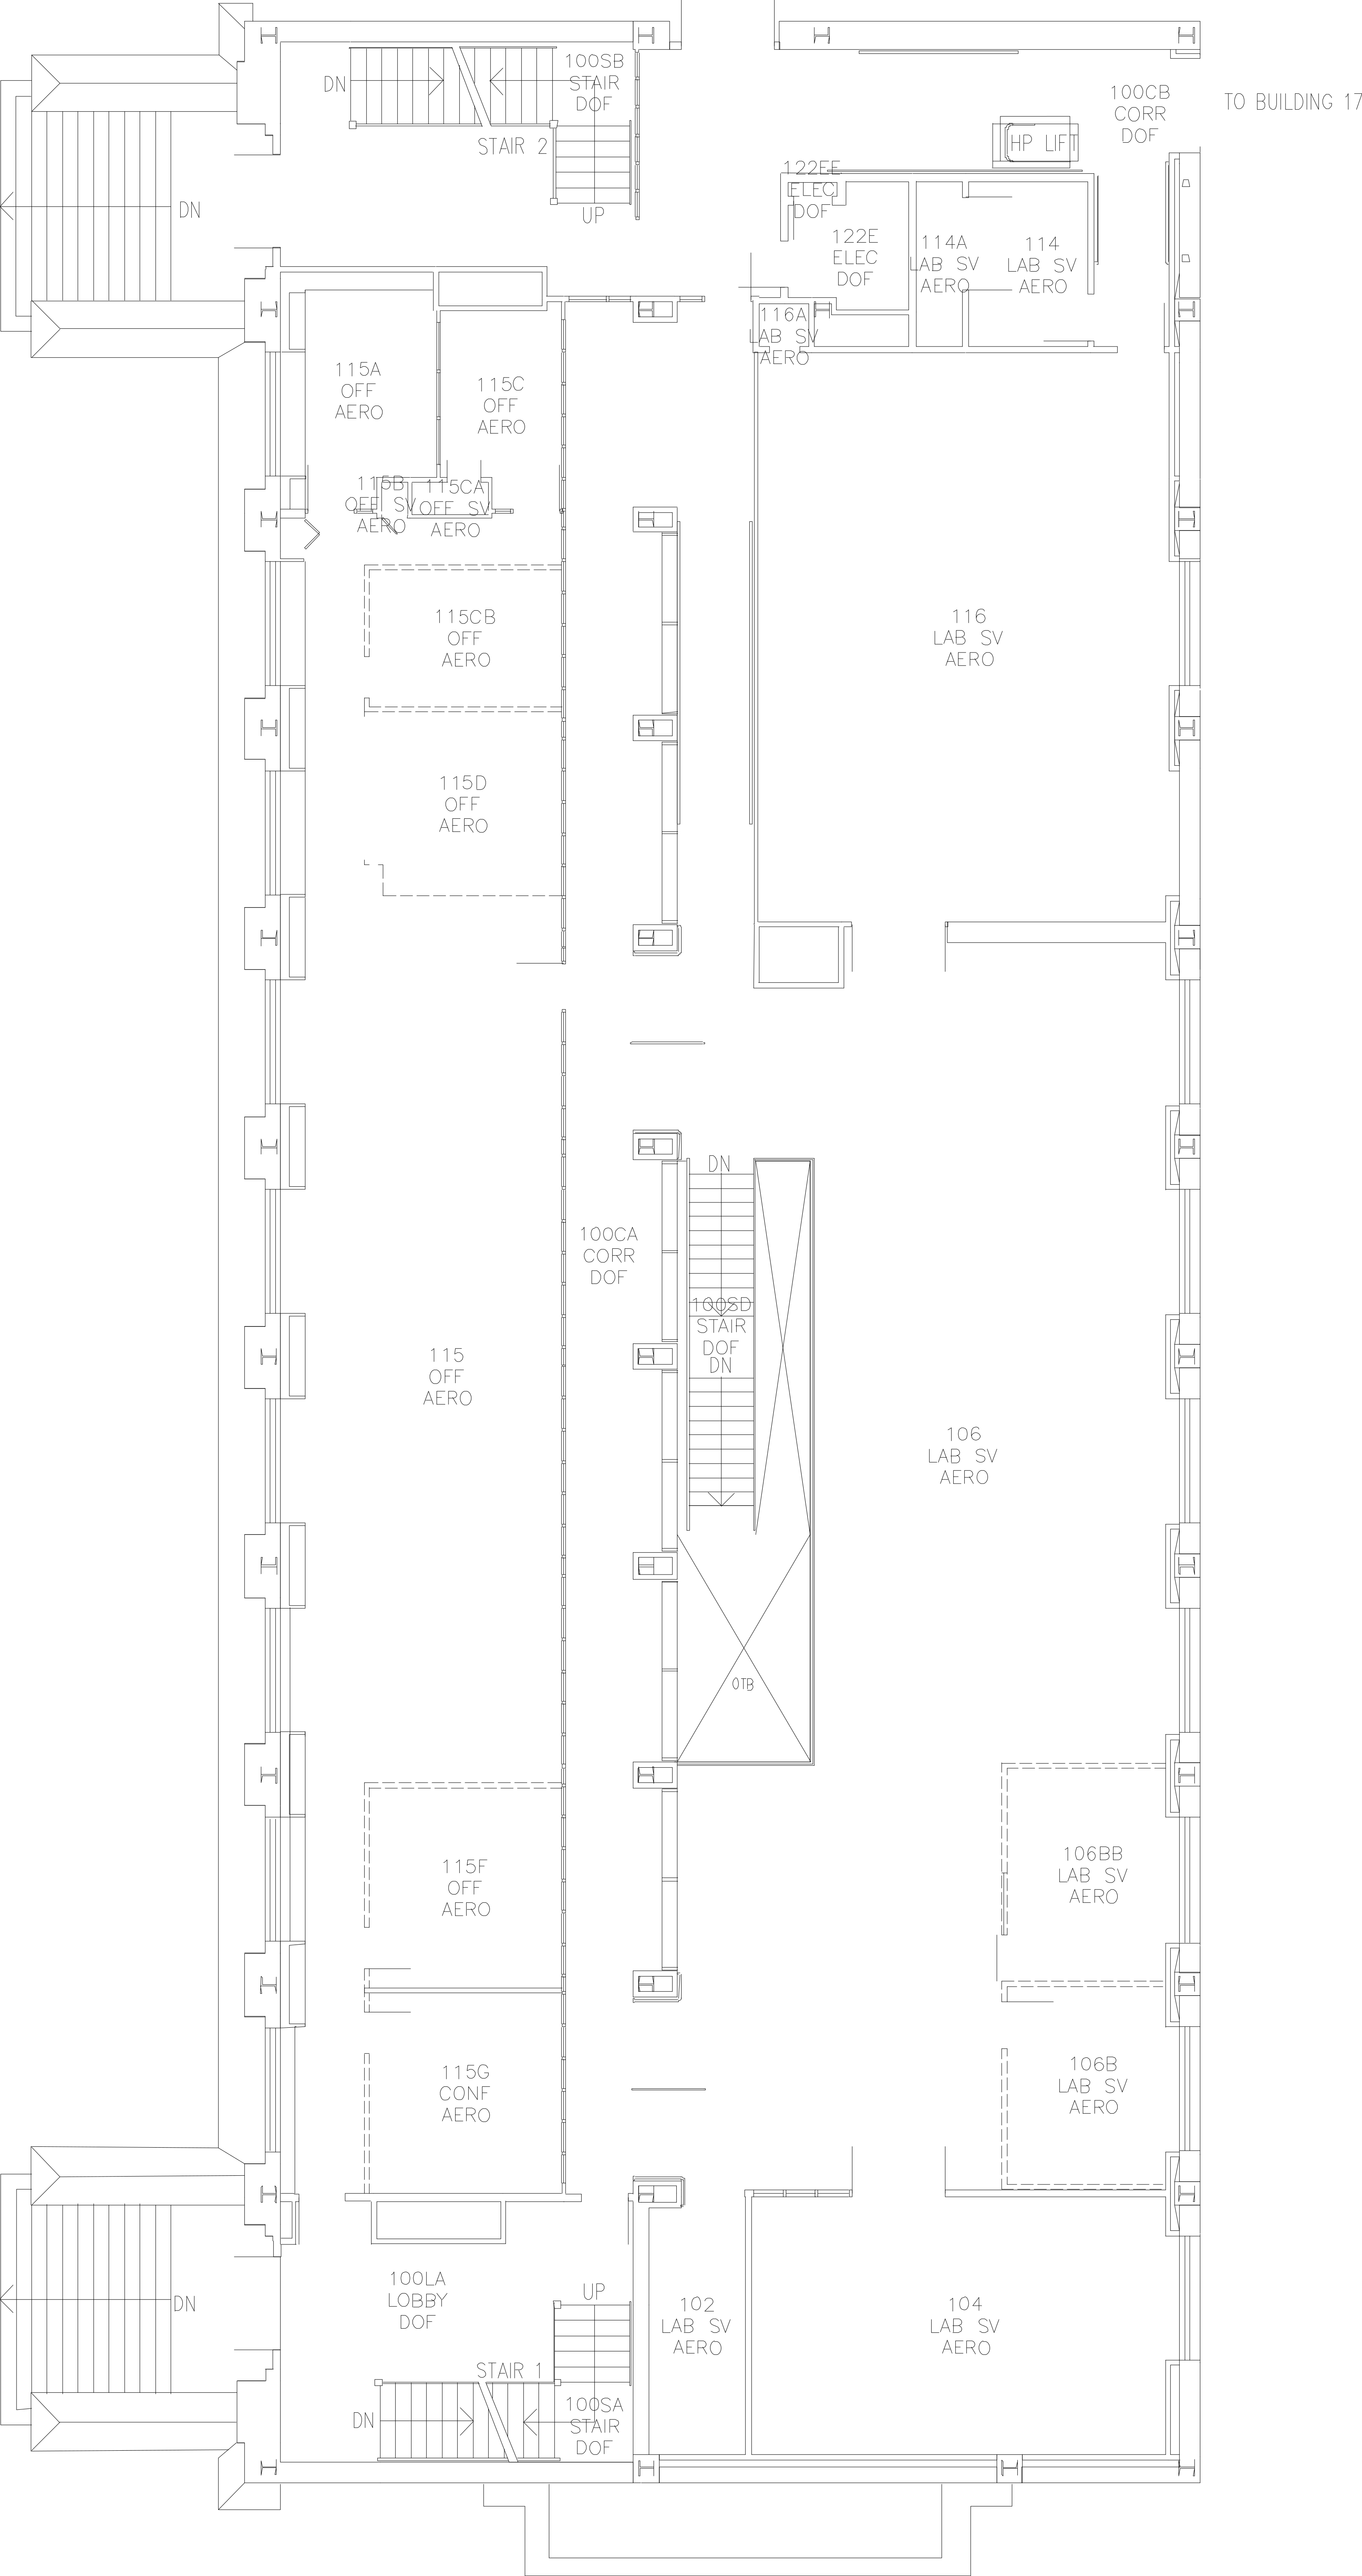 100SB
STAIR
DOF
DN
STAIR 2
UP
100CB
CORR
DOF
TO BUILDING 17
HP LIFT
DN
122EE
ELEC
DOF
122E
ELEC
DOF
114A
LAB SV
AERO
114
LAB SV
AERO
116A
LAB SV
AERO
115A
OFF
AERO
115C
OFF
AERO
115B
OFF SV
AERO
115CA
OFF SV
AERO
115CB
OFF
AERO
116
LAB SV
AERO
115D
OFF
AERO
DN
100CA
CORR
DOF
100SD
STAIR
DOF
DN
115
OFF
AERO
106
LAB SV
AERO
OTB
115F
OFF
AERO
106BB
LAB SV
AERO
115G
CONF
AERO
106B
LAB SV
AERO
100LA
LOBBY
DOF
UP
DN
102
LAB SV
AERO
104
LAB SV
AERO
STAIR 1
DN
100SA
STAIR
DOF